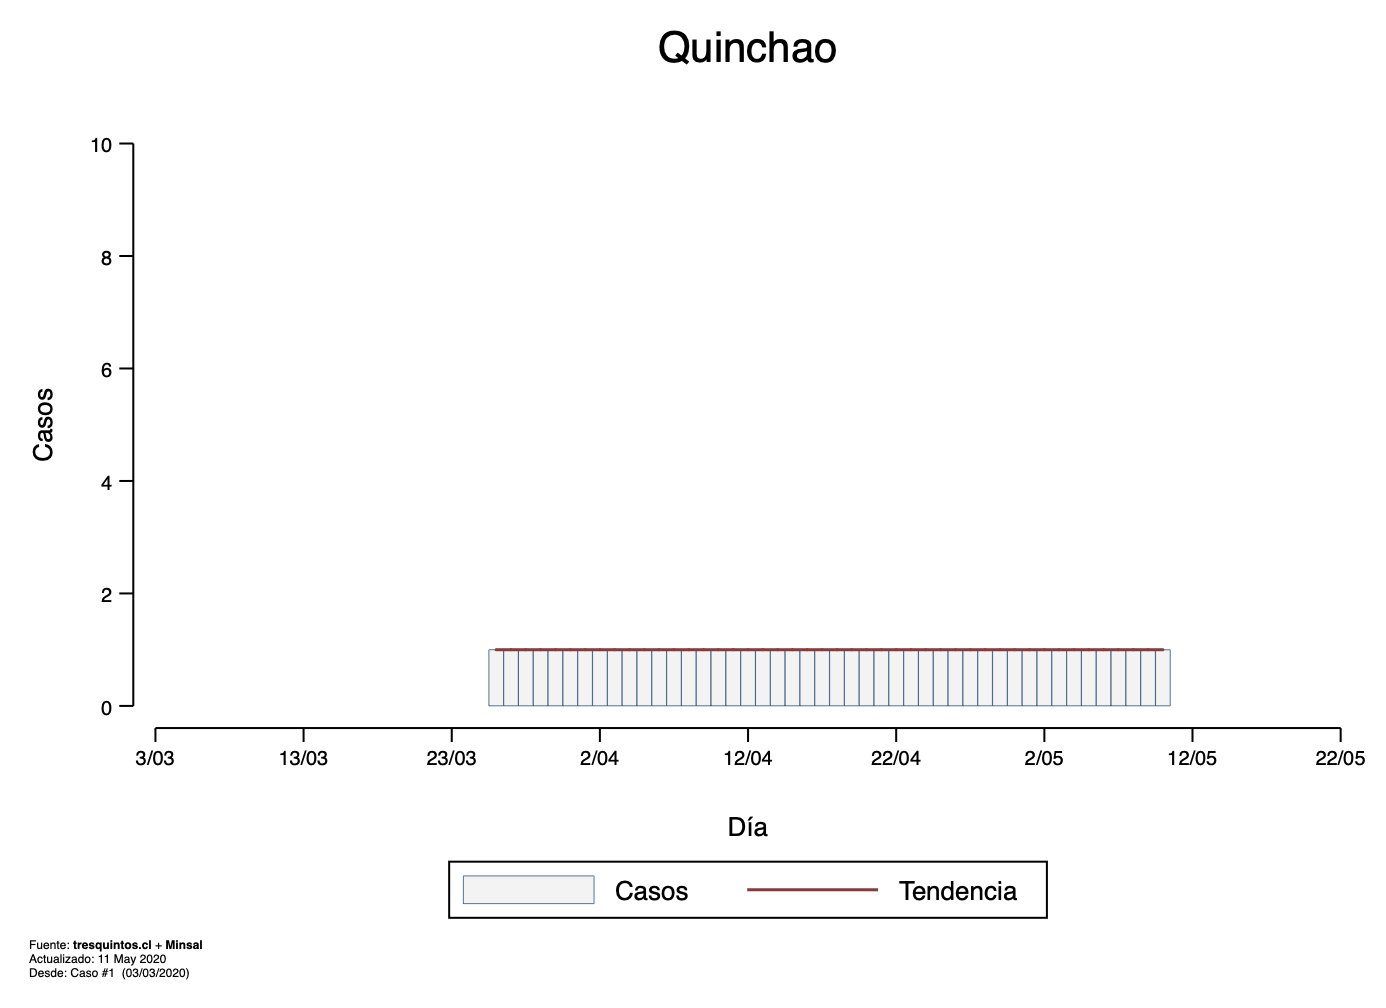 Quinchao
10
8
6
4
2
0
Casos
3/03 13/03 23/03 2/04 12/04 22/04 2/05 12/05 22/05
Día
Casos Tendencia
Fuente: tresquintos.cl + Minsal
Actualizado: 11 May 2020
Desde: Caso #1 (03/03/2020)